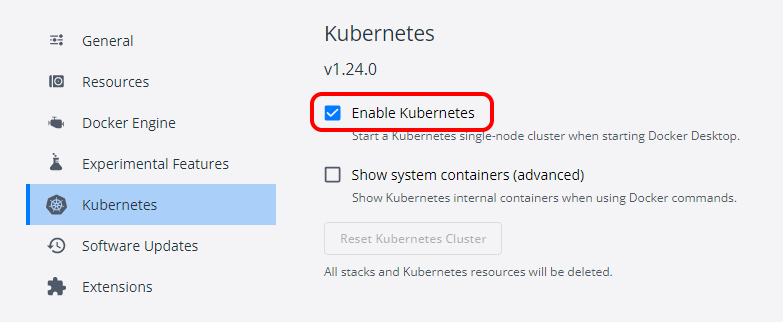 General
Resources
Docker Engine
Experimental Features
Kubernetes
Software Updates
Extensions
Kubernetes
v1.24.0
Enable Kubernetes
Start a Kubernetes single-node cluster when starting Docker Desktop.
Show system containers (advanced)
Show Kubernetes internal containers when using Docker commands.
Reset Kubernetes Cluster
All stacks and Kubernetes resources will be deleted.